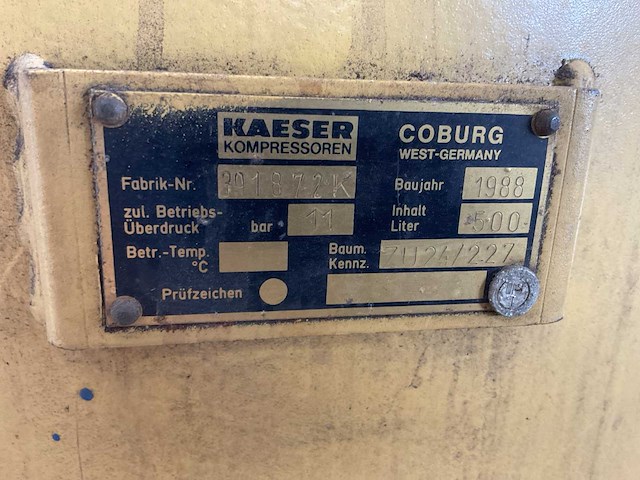 KAESER
KOMPRESSOREN
COBURG
WEST-GERMANY
Fabrik-Nr.
Baujahr 1988
zul. Betriebs-
Überdruck bar 11
Inhalt
Liter 500
Betr.-Temp.
°C
Baum.
Kennz.
Prüfzeichen